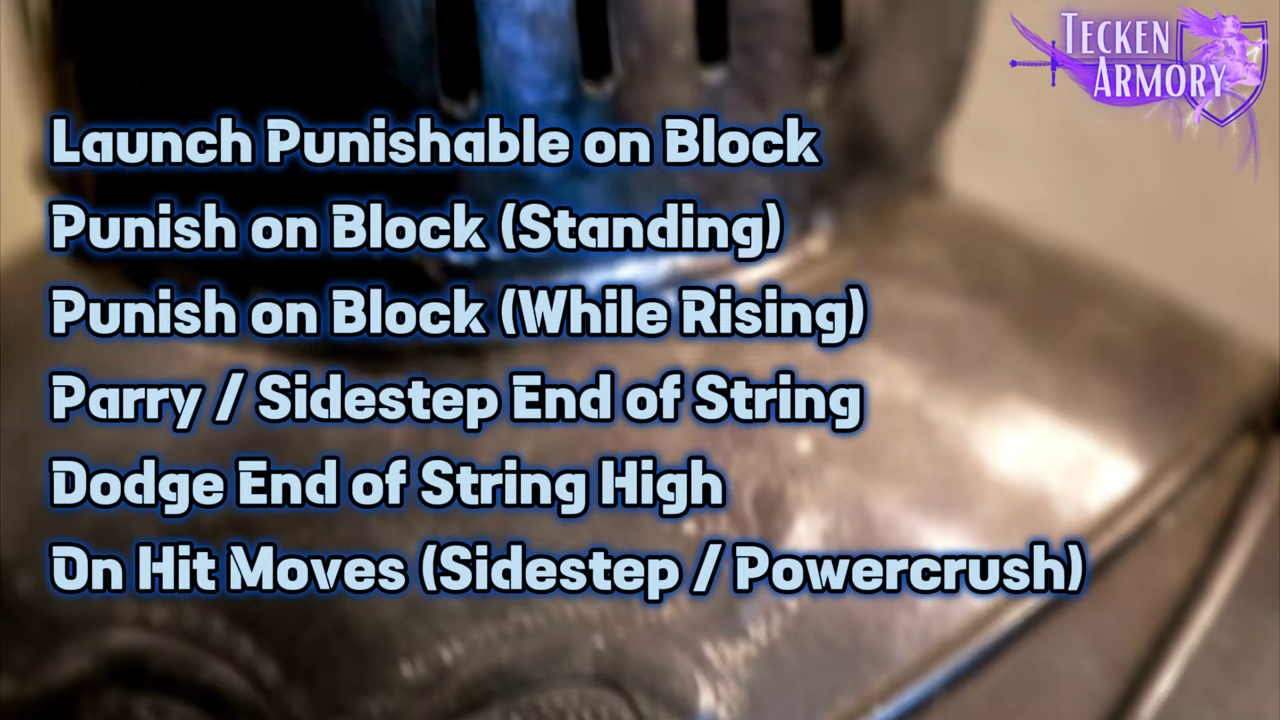 Tecken
Armory
Launch Punishable on Block
Punish on Block (Standing)
Punish on Block (While Rising)
Parry / Sidestep End of String
Dodge End of String High
On Hit Moves (Sidestep / Powercrush)